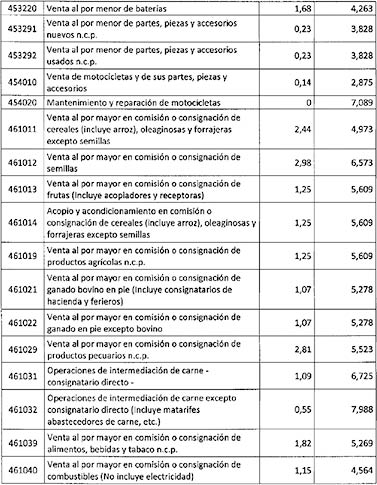 453220 Venta al por menor de baterías 1,68 4,263
453291 Venta al por menor de partes, piezas y accesorios 0,23 3,828
nuevos n.c.p.
453292 Venta al por menor de partes, piezas y accesorios 0,23 3,828
usados n.c.p.
454010 Venta de motocicletas y de sus partes, piezas y 0,14 2,875
accesorios
454020 Mantenimiento y reparación de motocicletas 0 7,089
461011 Venta al por mayor en comisión o consignación de 2,44 4,973
cereales (incluye arroz), oleaginosas y forrajeras
excepto semillas
461012 Venta al por mayor en comisión o consignación de 2,98 6,573
semillas
461013 Venta al por mayor en comisión o consignación de 1,25 5,609
frutas (Incluye acopiadores y receptoras)
461014 Acopio y acondicionamiento en comisión o 1,25 5,609
consignación de cereales (incluye arroz), oleaginosas y
forrajeras excepto semillas
461019 Venta al por mayor en comisión o consignación de 1,25 5,609
productos agrícolas n.c.p.
461021 Venta al por mayor en comisión o consignación de 1,07 5,278
ganado bovino en pie (Incluye consignatarios de
hacienda y ferieros)
461022 Venta al por mayor en comisión o consignación de 1,07 5,278
ganado en pie excepto bovino
461029 Venta al por mayor en comisión o consignación de 2,81 5,523
productos pecuarios n.c.p.
461031 Operaciones de intermediación de carne - 1,09 6,725
consignatario directo -
461032 Operaciones de intermediación de carne excepto 0,55 7,988
consignatario directo (Incluye matarifes
abastecedores de carne, etc.)
461039 Venta al por mayor en comisión o consignación de 1,82 5,269
alimentos, bebidas y tabaco n.c.p.
461040 Venta al por mayor en comisión o consignación de 1,15 4,564
combustibles (No incluye electricidad)